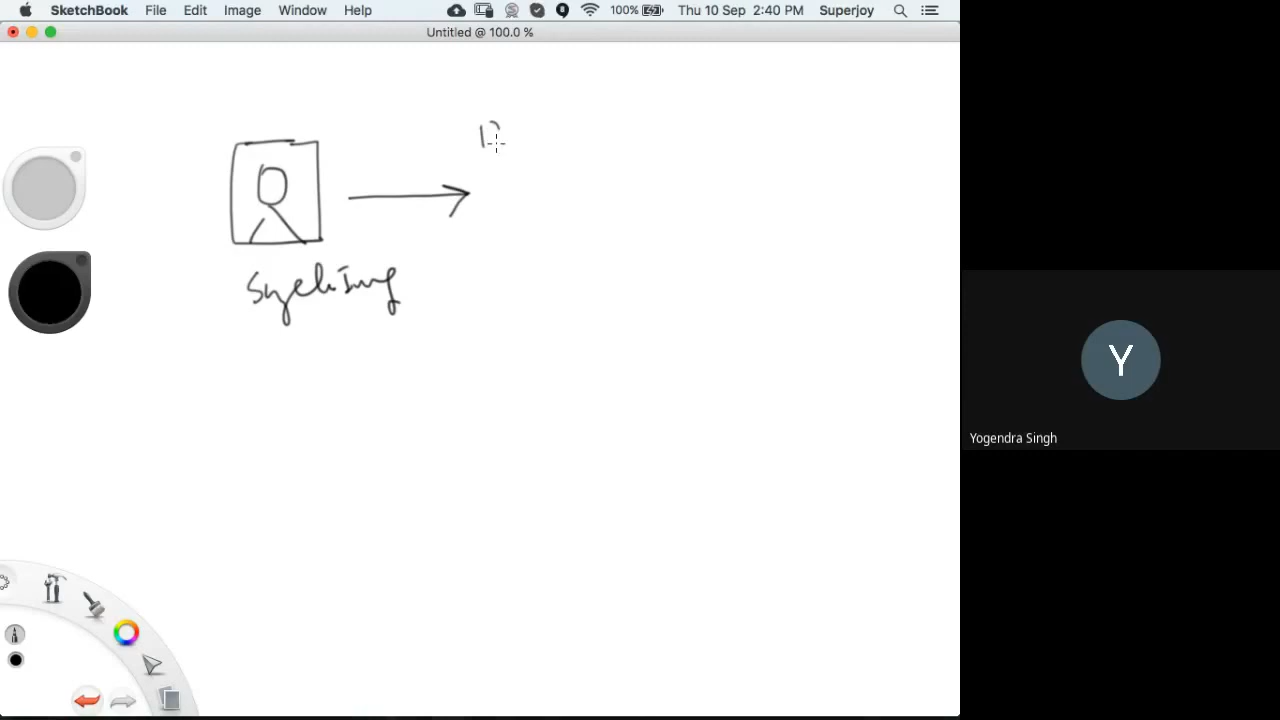 SketchBook File Edit Image Window Help 100% Thu 10 Sep 2:40 PM Superjoy
Untitled @ 100.0 %
Y
Yogendra Singh